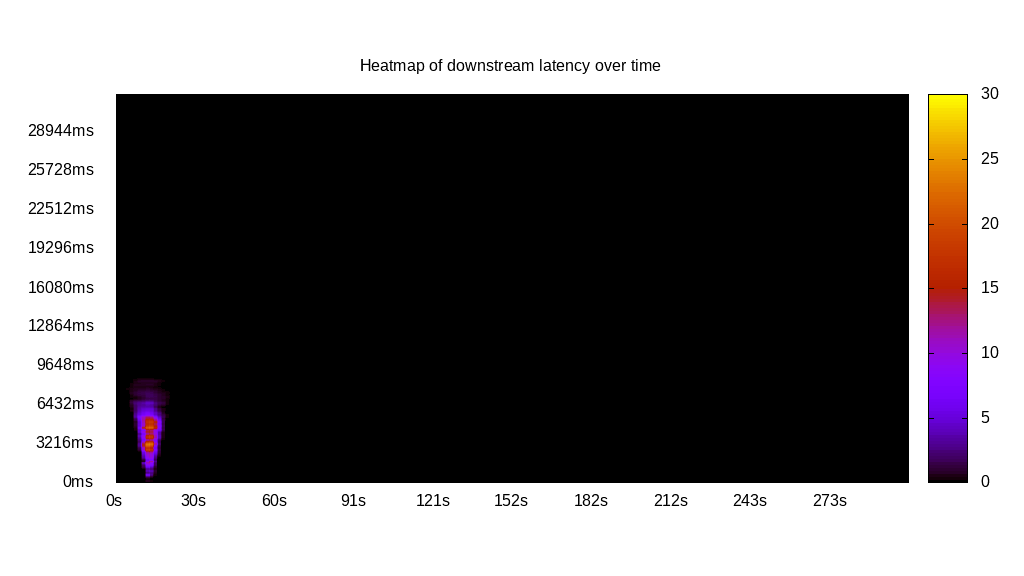 Heatmap of downstream latency over time
28944ms
25728ms
22512ms
19296ms
16080ms
12864ms
9648ms
6432ms
3216ms
0ms
0s 30s 60s 91s 121s 152s 182s 212s 243s 273s
30
25
20
15
10
5
0